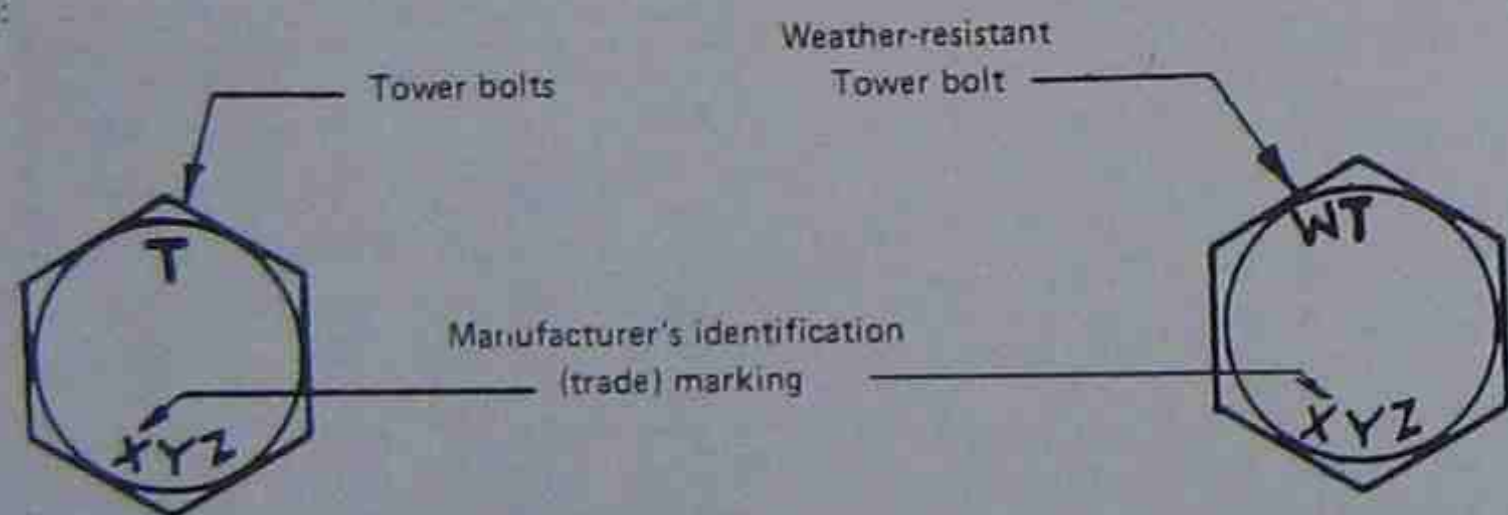 Weather-resistant
Tower bolts
Tower bolt
T
WT
Manufacturer's identification
(trade) marking
XYZ
XYZ